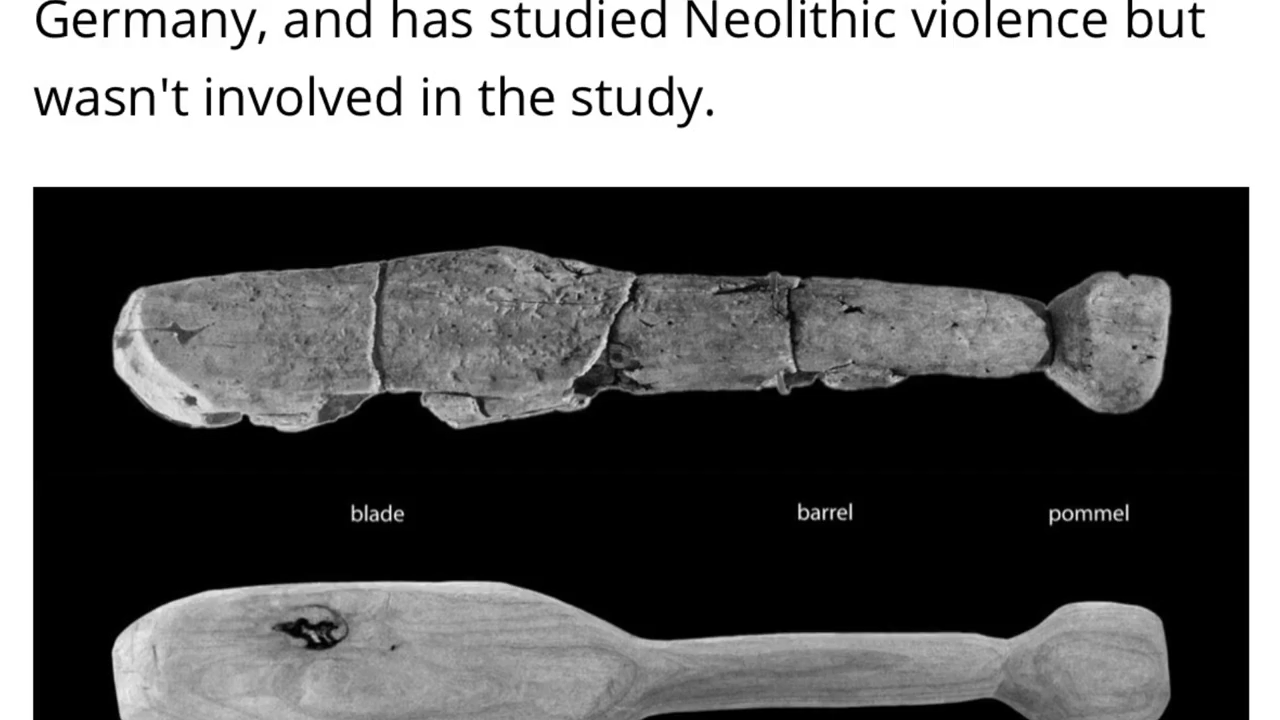 Germany, and has studied Neolithic violence but
wasn't involved in the study.
blade barrel pommel